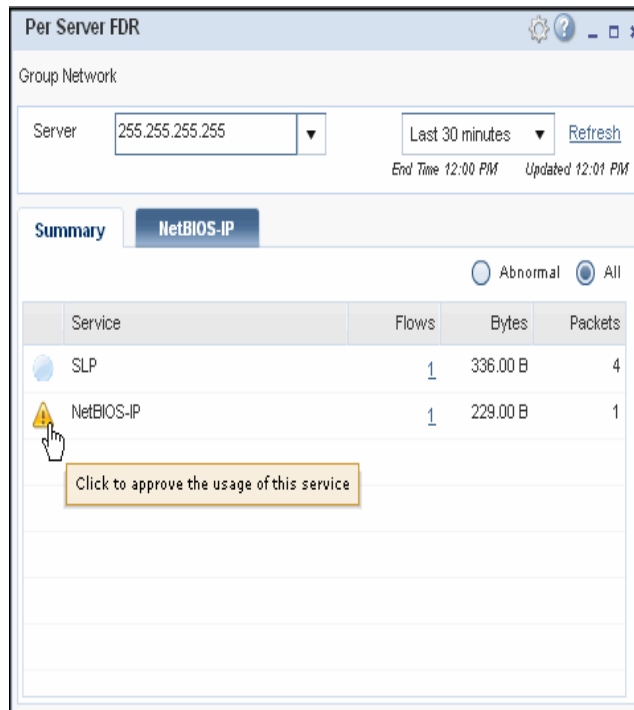 Per Server FDR
Group Network
Server 255.255.255.255 Last 30 minutes Refresh
End Time 12:00 PM Updated 12:01 PM
Summary NetBIOS-IP
Abnormal All
Service Flows Bytes Packets
SLP 1 336.00 B 4
NetBIOS-IP 1 229.00 B 1
Click to approve the usage of this service